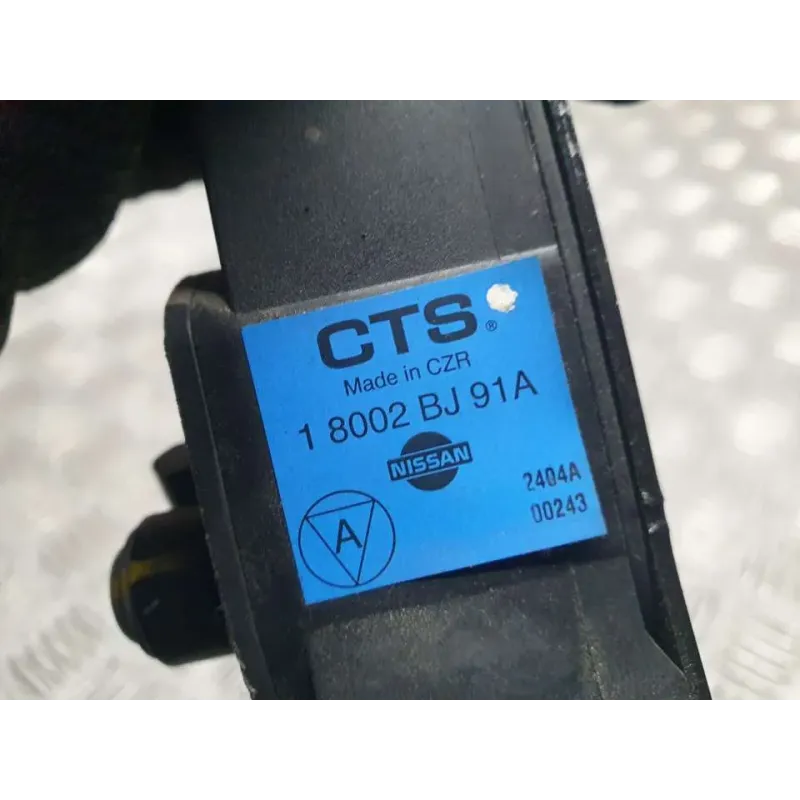 CTS®
Made in CZR
1 8002 BJ 91A
NISSAN
2404A
00243
A